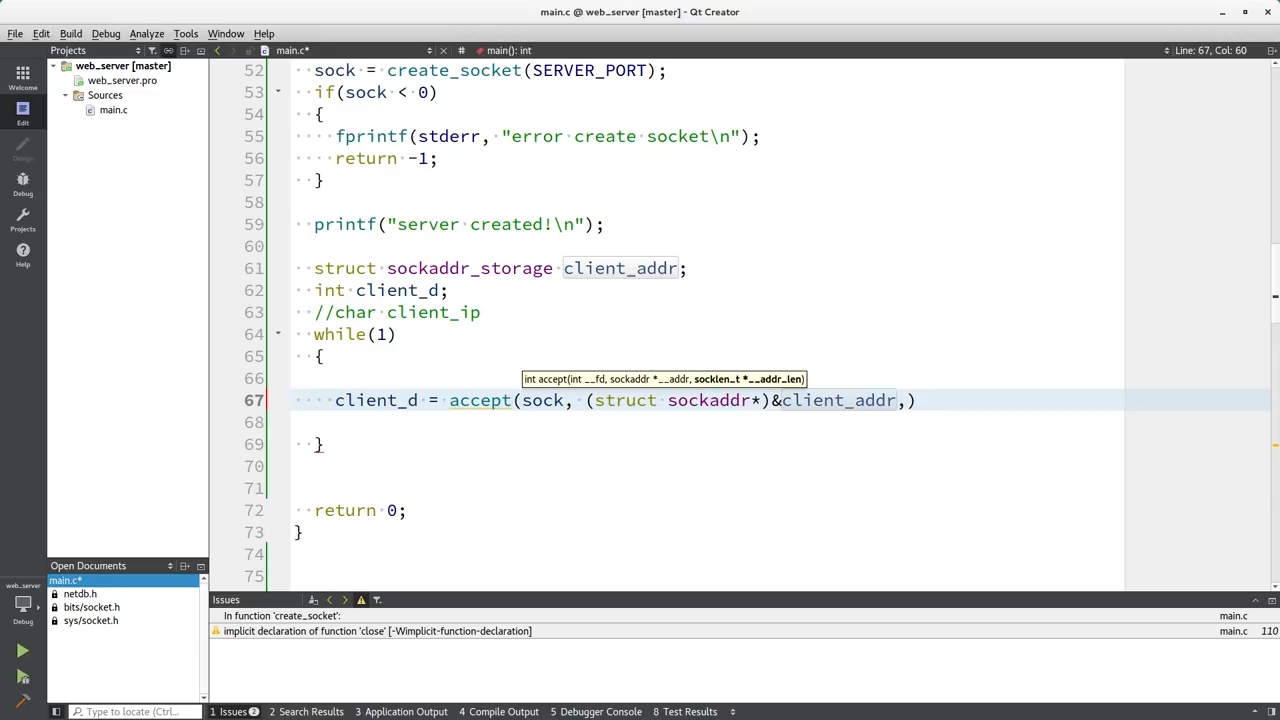 main.c @ web_server [master] - Qt Creator
File Edit Build Debug Analyze Tools Window Help
Projects
main.c*
main(): int
Line: 67, Col: 60
Welcome
Edit
Design
Debug
Projects
Help
web_server [master]
web_server.pro
Sources
main.c
52 sock = create_socket(SERVER_PORT);
53 if(sock < 0)
54 {
55 fprintf(stderr, "error create socket\n");
56 return -1;
57 }
58
59 printf("server created!\n");
60
61 struct sockaddr_storage client_addr;
62 int client_d;
63 //char client_ip
64 while(1)
65 {
66
int accept(int __fd, sockaddr *__addr, socklen_t *__addr_len)
67 client_d = accept(sock, (struct sockaddr*)&client_addr,)
68
69 }
70
71
72 return 0;
73 }
74
75
Open Documents
main.c*
netdb.h
bits/socket.h
sys/socket.h
web_server
Debug
Issues
In function 'create_socket': main.c
implicit declaration of function 'close' [-Wimplicit-function-declaration] main.c 110
Type to locate (Ctrl...
1 Issues 2 2 Search Results 3 Application Output 4 Compile Output 5 Debugger Console 8 Test Results